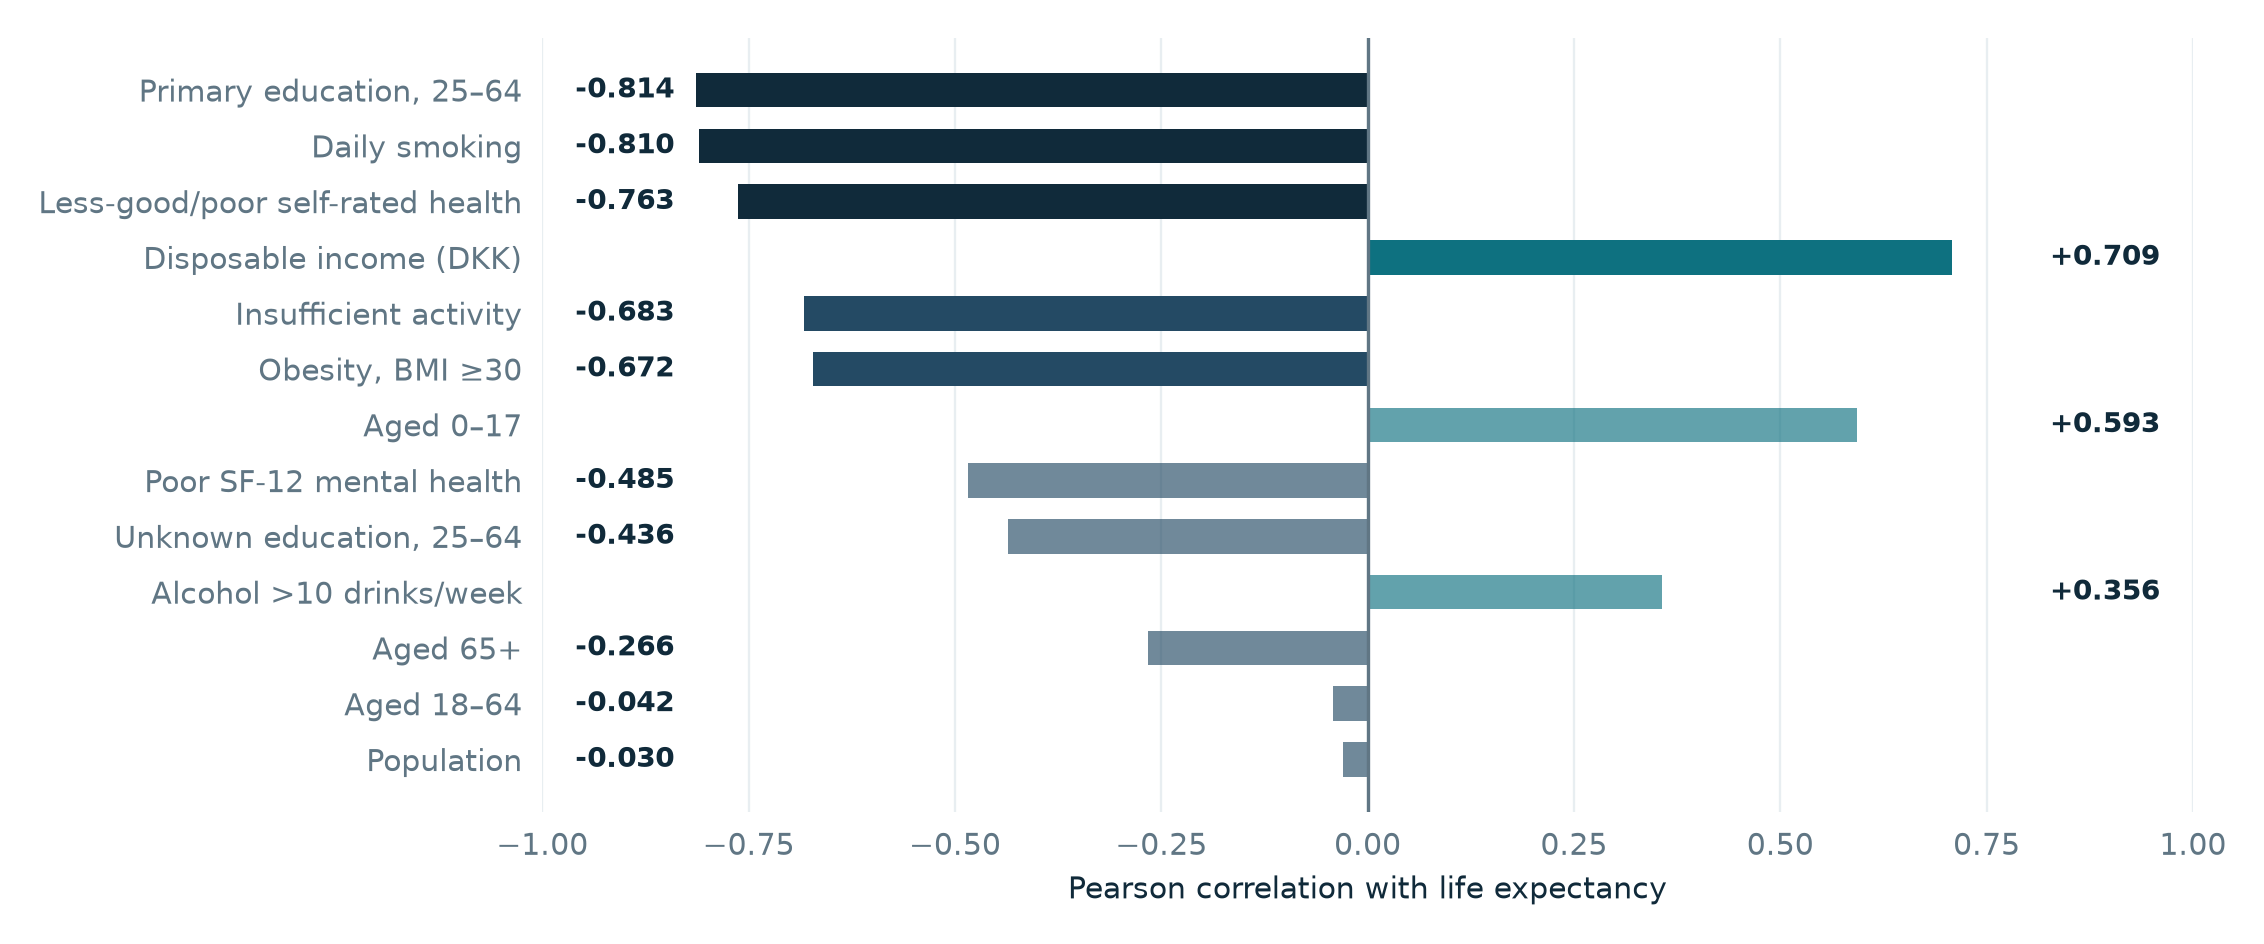 Primary education, 25–64 -0.814
Daily smoking -0.810
Less-good/poor self-rated health -0.763
Disposable income (DKK) +0.709
Insufficient activity -0.683
Obesity, BMI ≥30 -0.672
Aged 0–17 +0.593
Poor SF-12 mental health -0.485
Unknown education, 25–64 -0.436
Alcohol >10 drinks/week +0.356
Aged 65+ -0.266
Aged 18–64 -0.042
Population -0.030
−1.00 −0.75 −0.50 −0.25 0.00 0.25 0.50 0.75 1.00
Pearson correlation with life expectancy